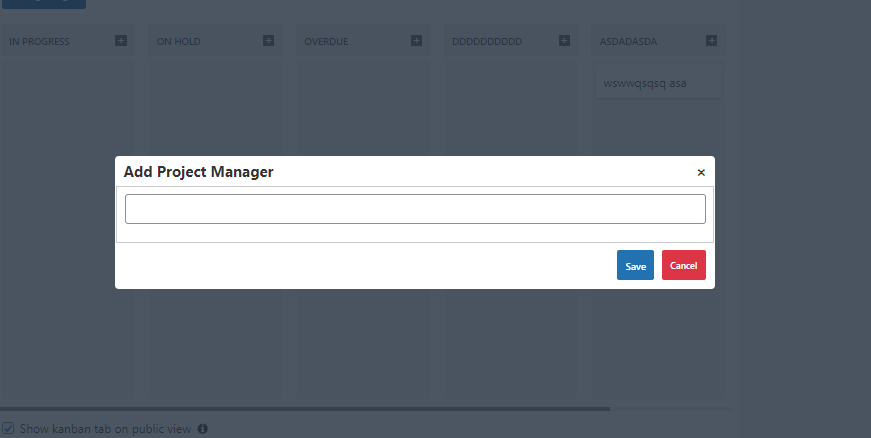 IN PROGRESS
ON HOLD
OVERDUE
DDDDDDDDDD
ASDADASDA
wswwqsqsq asa
Add Project Manager
×
Save
Cancel
Show kanban tab on public view